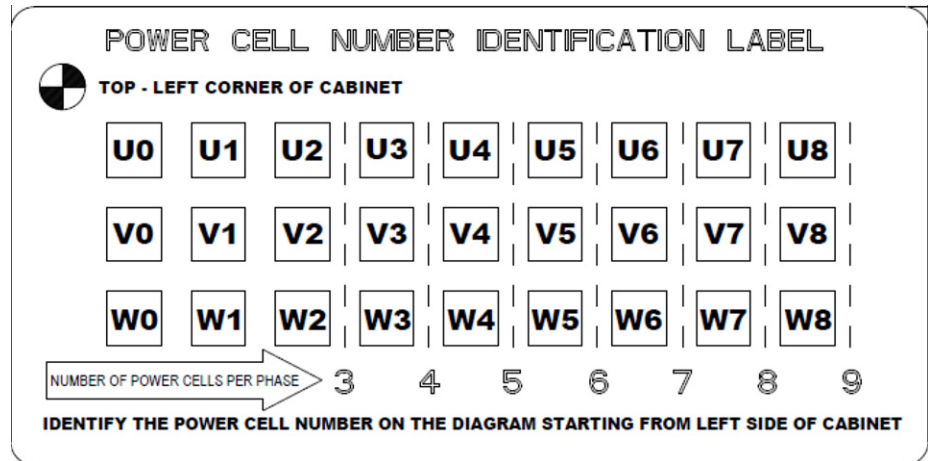 POWER CELL NUMBER IDENTIFICATION LABEL
TOP - LEFT CORNER OF CABINET
U0 U1 U2 U3 U4 U5 U6 U7 U8
V0 V1 V2 V3 V4 V5 V6 V7 V8
W0 W1 W2 W3 W4 W5 W6 W7 W8
NUMBER OF POWER CELLS PER PHASE 3 4 5 6 7 8 9
IDENTIFY THE POWER CELL NUMBER ON THE DIAGRAM STARTING FROM LEFT SIDE OF CABINET